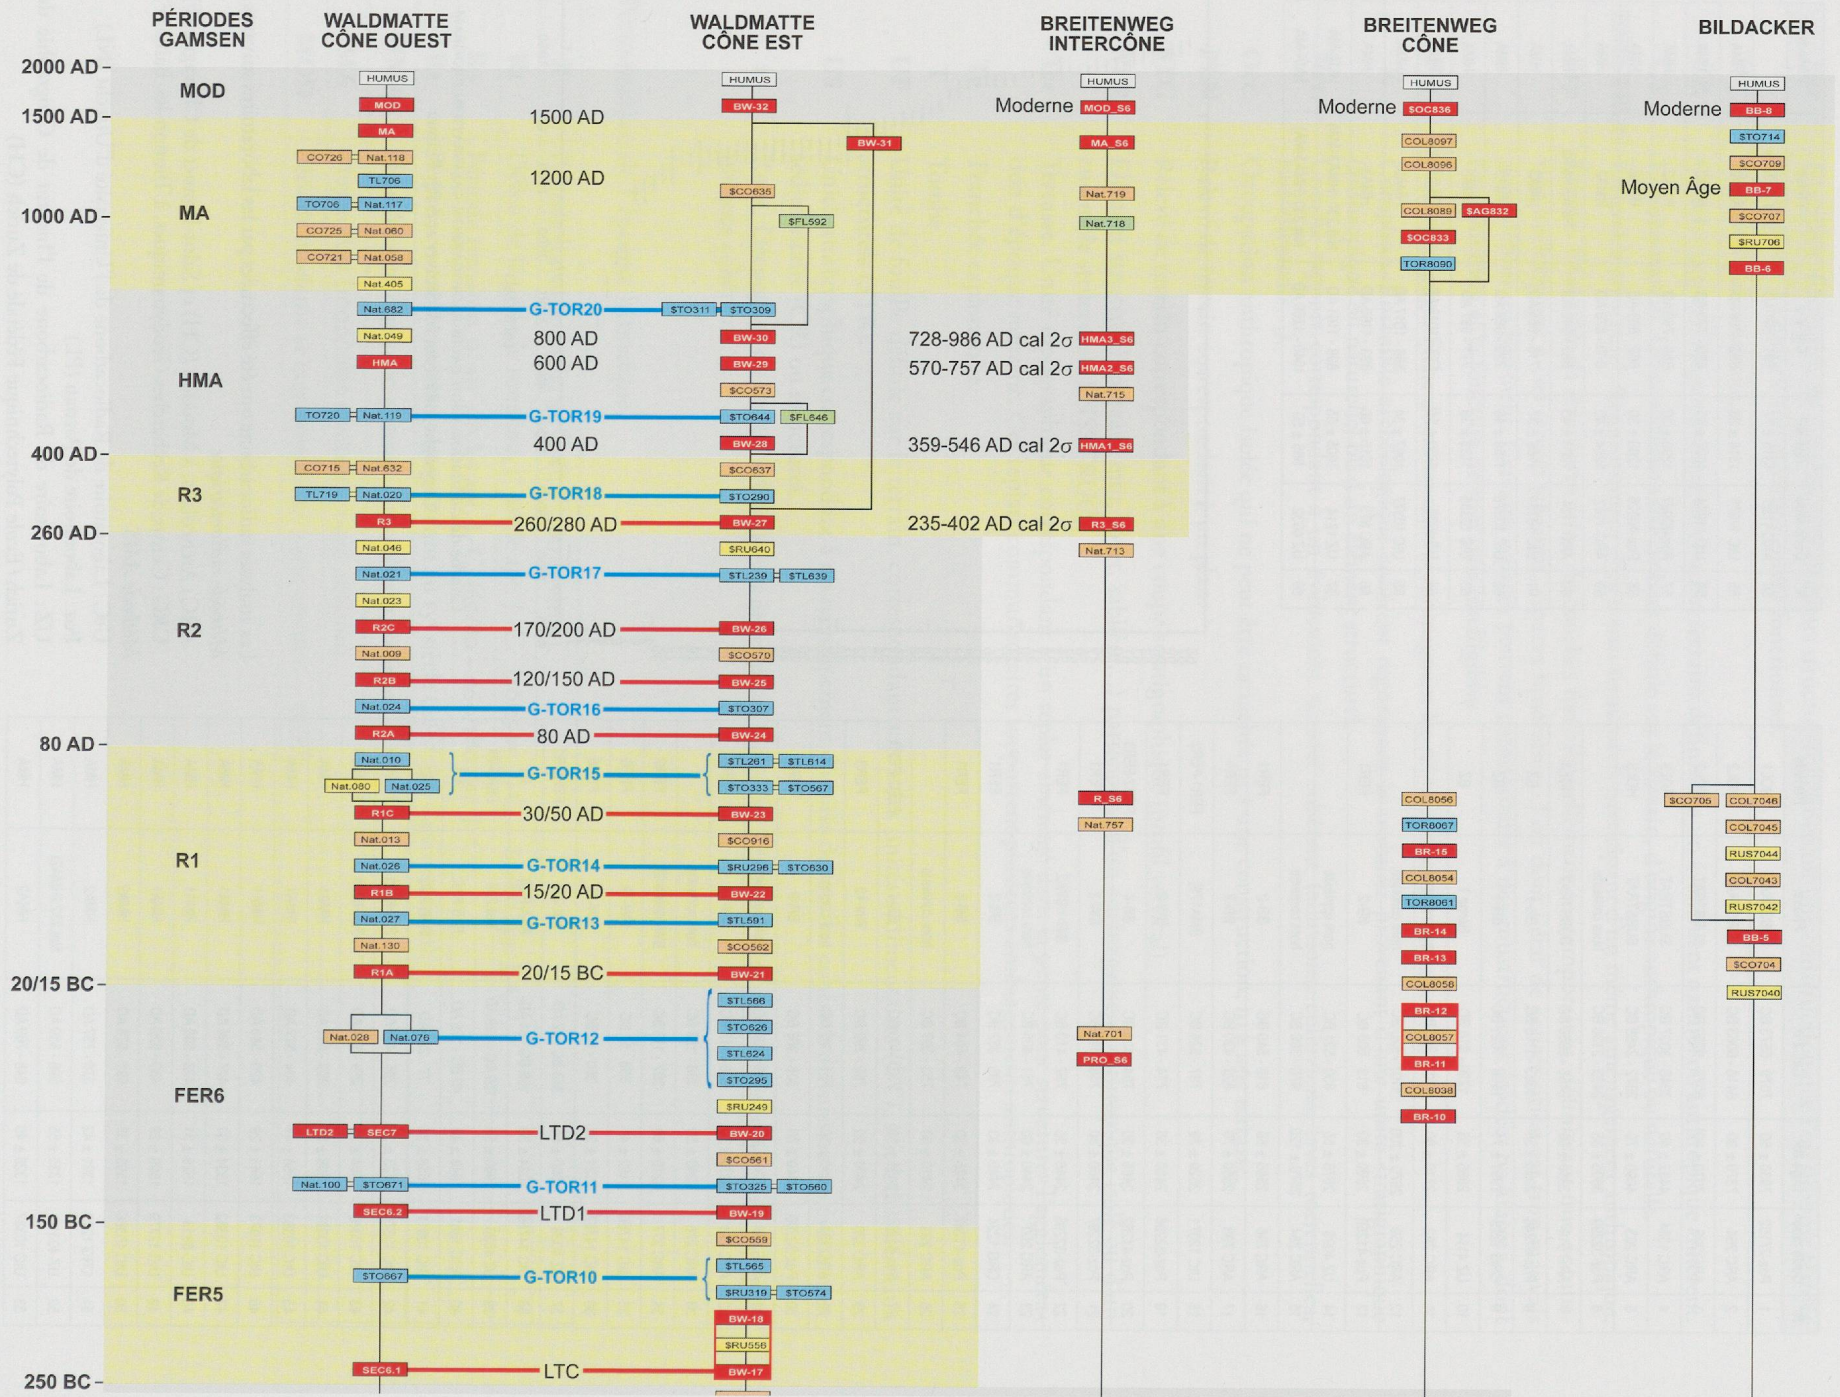 PÉRIODES GAMSEN
WALDMATTE CÔNE OUEST
WALDMATTE CÔNE EST
BREITENWEG INTERCÔNE
BREITENWEG CÔNE
BILDACKER
2000 AD
MOD
HUMUS HUMUS HUMUS HUMUS HUMUS
MOD BW-32 Moderne MOD_S6 Moderne $OC836 Moderne BB-8
1500 AD 1500 AD
MA BW-31 MA_S6 COL8097 $TO714
CO726 Nat.118 COL8096 $CO709
TL706 1200 AD $CO635 Nat.719 Moyen Âge BB-7
MA
TO706 Nat.117 COL8089 $AG832 $CO707
1000 AD $FL592 Nat.718
CO725 Nat.060 $OC833 $RU706
CO721 Nat.058 TOR8090 BB-6
Nat.405
Nat.682 G-TOR20 $TO311 $TO309
Nat.049 800 AD BW-30 728-986 AD cal 2σ HMA3_S6
HMA 600 AD BW-29 570-757 AD cal 2σ HMA2_S6
HMA
$CO573 Nat.715
TO720 Nat.119 G-TOR19 $TO644 $FL646
400 AD BW-28 359-546 AD cal 2σ HMA1_S6
400 AD
CO715 Nat.632 $CO637
R3
TL719 Nat.020 G-TOR18 $TO290
R3 260/280 AD BW-27 235-402 AD cal 2σ R3_S6
260 AD
Nat.046 $RU640 Nat.713
Nat.021 G-TOR17 $TL239 $TL639
Nat.023
R2
R2C 170/200 AD BW-26
Nat.009 $CO570
R2B 120/150 AD BW-25
Nat.024 G-TOR16 $TO307
R2A 80 AD BW-24
80 AD
Nat.010 G-TOR15 $TL261 $TL614
Nat.080 Nat.025 $TO333 $TO567
R_S6 COL8056 $CO705 COL7046
R1C 30/50 AD BW-23
Nat.757 TOR8067 COL7045
Nat.013 $CO916
BR-15 RUS7044
R1
Nat.026 G-TOR14 $RU296 $TO630
COL8054 COL7043
R1B 15/20 AD BW-22
TOR8061 RUS7042
Nat.027 G-TOR13 $TL591
BR-14 BB-5
Nat.130 $CO562
BR-13 $CO704
R1A 20/15 BC BW-21
20/15 BC COL8058 RUS7040
$TL566
BR-12
$TO626
Nat.028 Nat.076 G-TOR12 Nat.701 COL8057
$TL624 PRO_S6 BR-11
$TO295 COL8038
FER6
$RU249 BR-10
LTD2 SEC7 LTD2 BW-20
$CO561
Nat.100 $TO671 G-TOR11 $TO325 $TO560
SEC6.2 LTD1 BW-19
150 BC
$CO559
$TO667 G-TOR10 $TL565
FER5
$RU319 $TO574
BW-18
$RU556
SEC6.1 LTC BW-17
250 BC